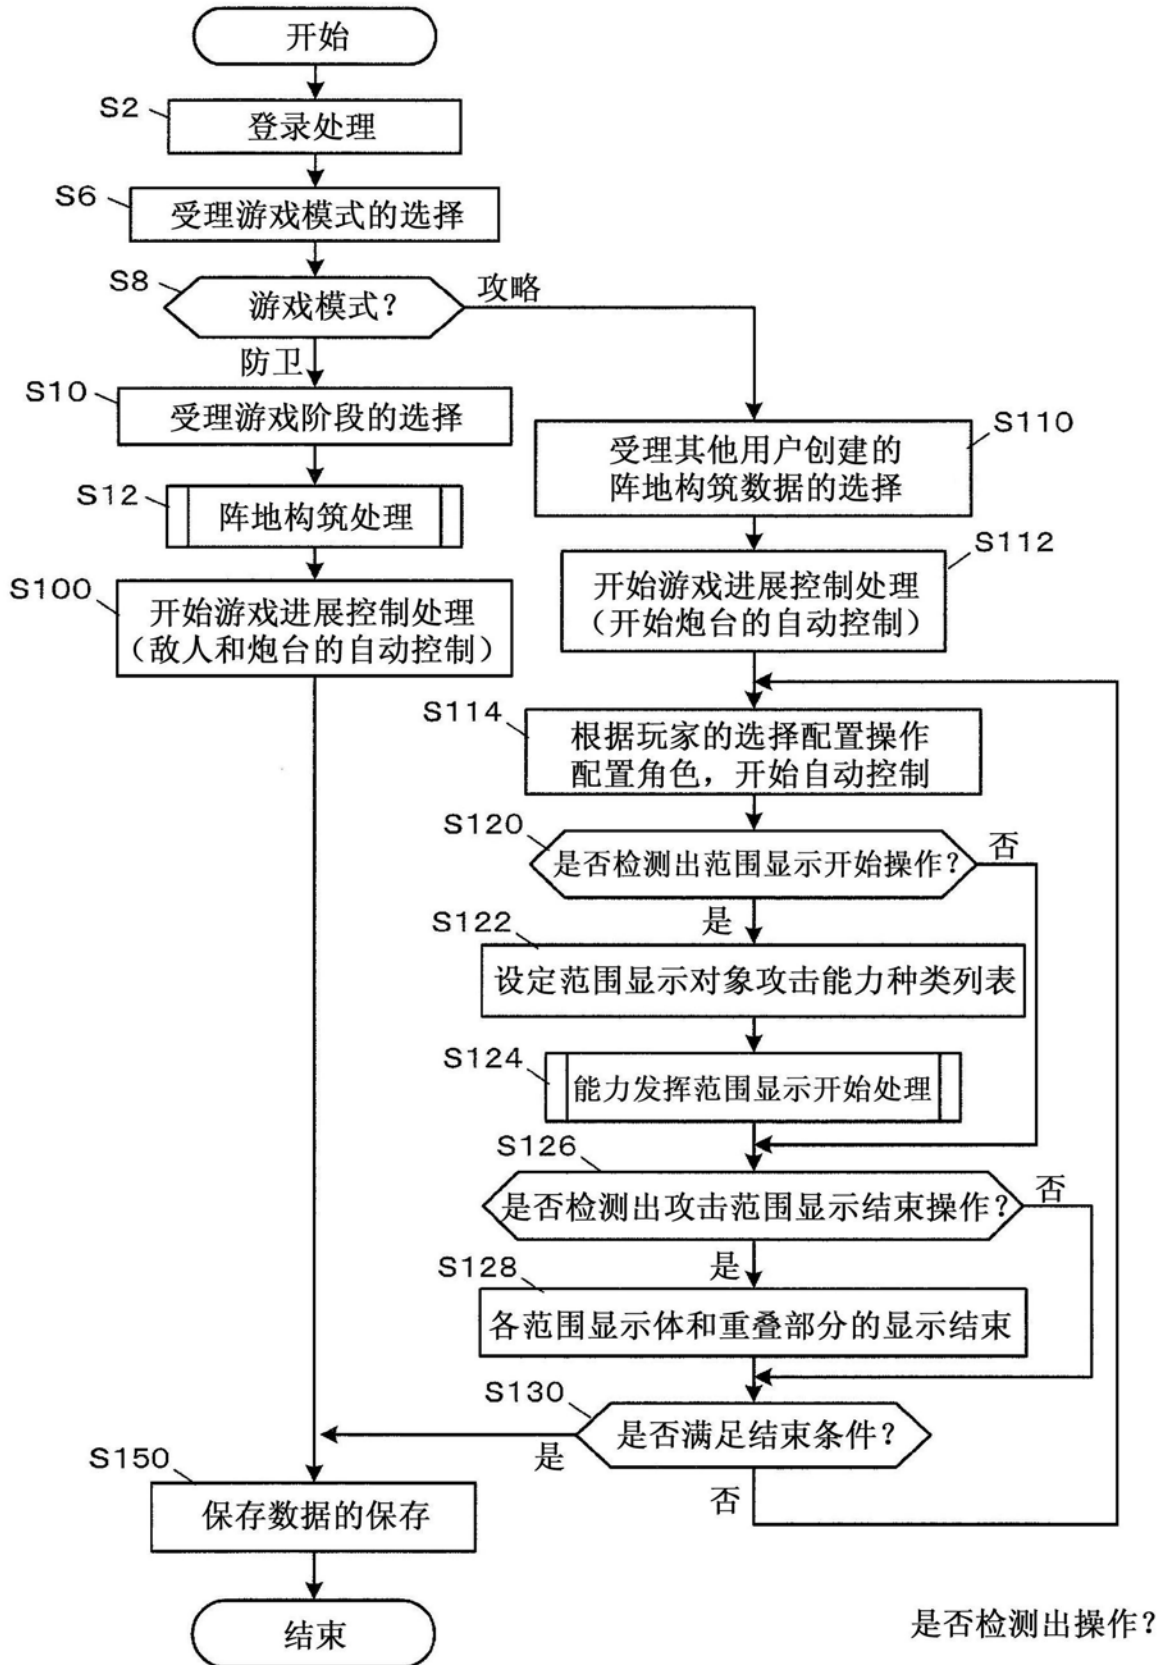 开始
S2
登录处理
S6
受理游戏模式的选择
S8
游戏模式？
攻略
防卫
S10
受理游戏阶段的选择
S12
阵地构筑处理
S100
开始游戏进展控制处理
（敌人和炮台的自动控制）
S110
受理其他用户创建的
阵地构筑数据的选择
S112
开始游戏进展控制处理
（开始炮台的自动控制）
S114
根据玩家的选择配置操作
配置角色，开始自动控制
S120
是否检测出范围显示开始操作？
否
是
S122
设定范围显示对象攻击能力种类列表
S124
能力发挥范围显示开始处理
S126
是否检测出攻击范围显示结束操作？
否
是
S128
各范围显示体和重叠部分的显示结束
S130
是否满足结束条件？
是
否
S150
保存数据的保存
结束
是否检测出操作？